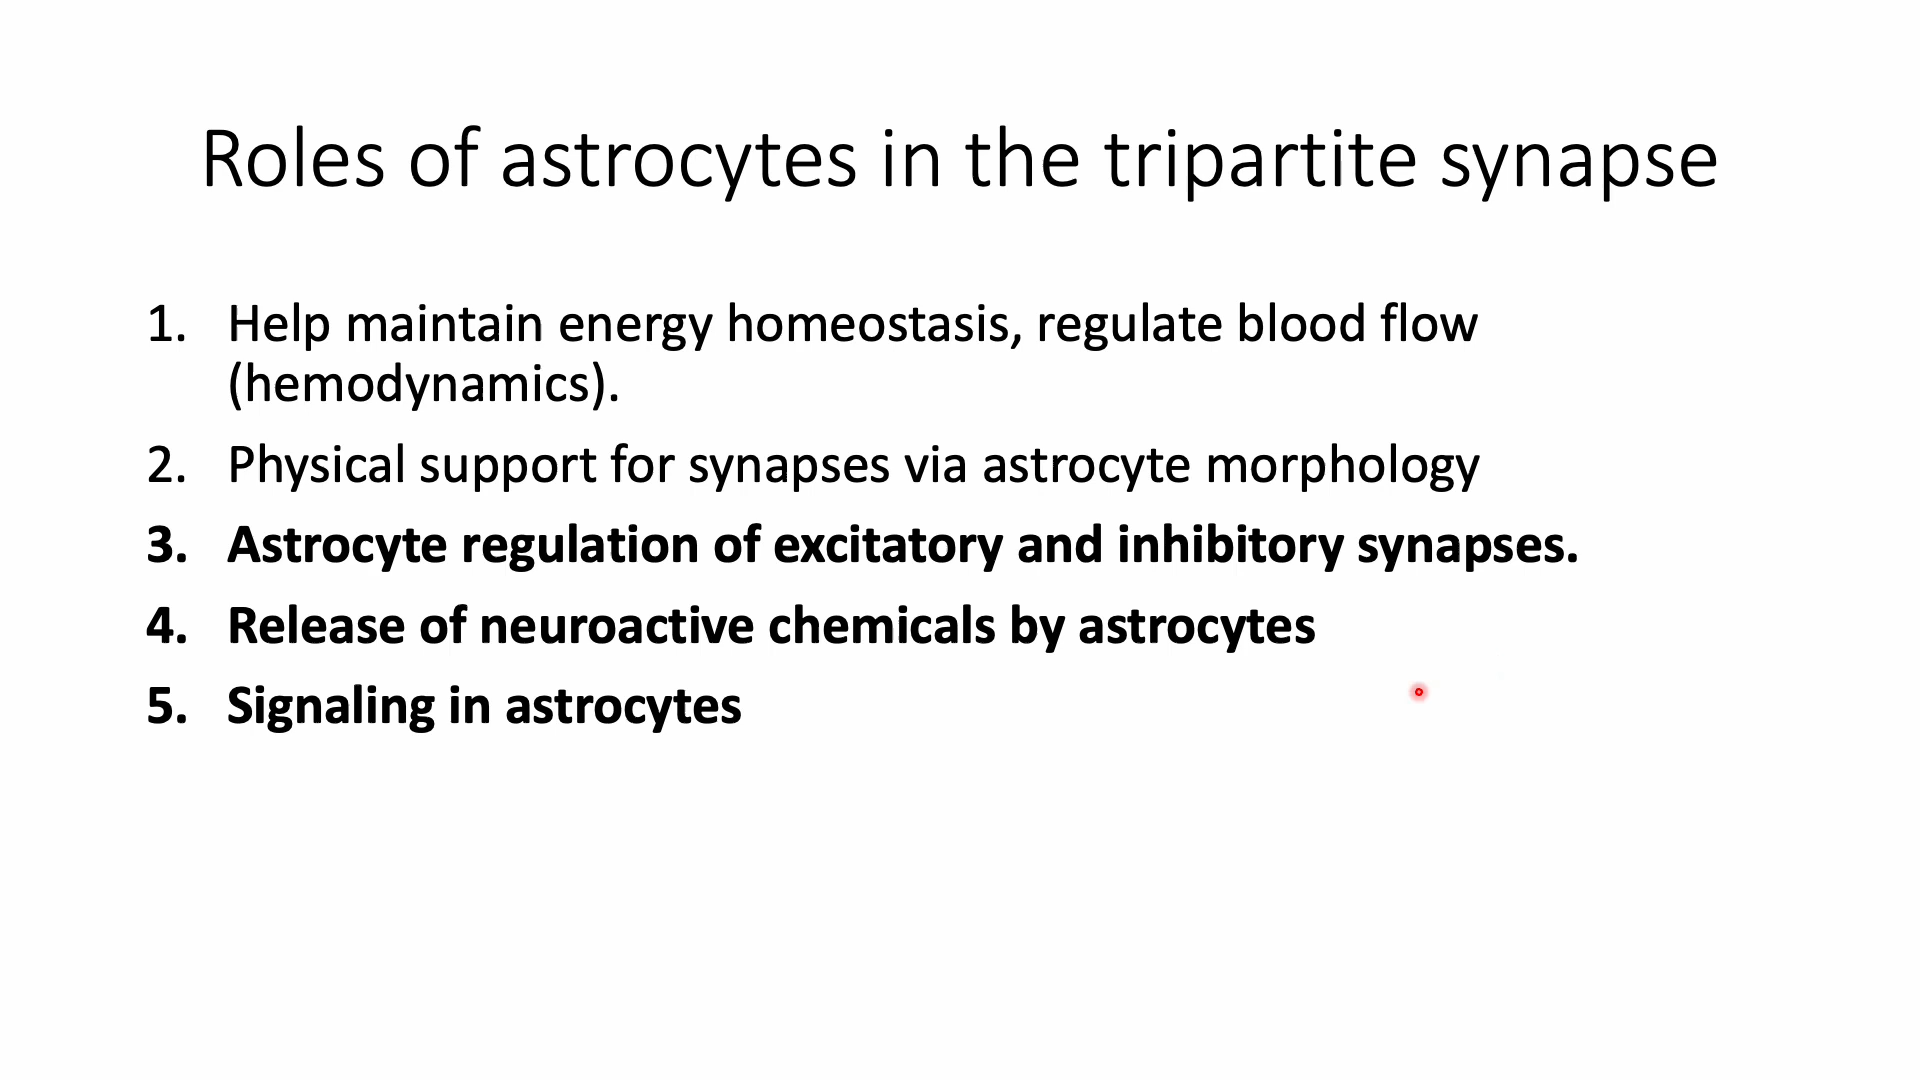 Roles of astrocytes in the tripartite synapse
1. Help maintain energy homeostasis, regulate blood flow
(hemodynamics).
2. Physical support for synapses via astrocyte morphology
3. Astrocyte regulation of excitatory and inhibitory synapses.
4. Release of neuroactive chemicals by astrocytes
5. Signaling in astrocytes